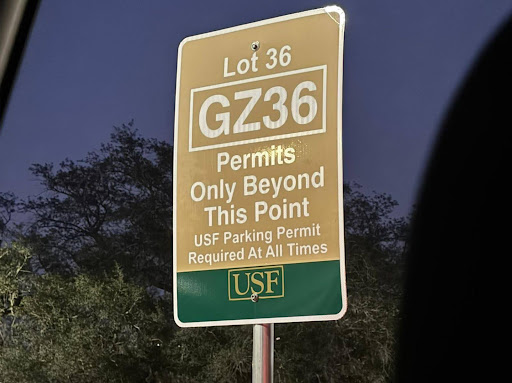 Lot 36
GZ36
Permits
Only Beyond
This Point
USF Parking Permit
Required At All Times
USF